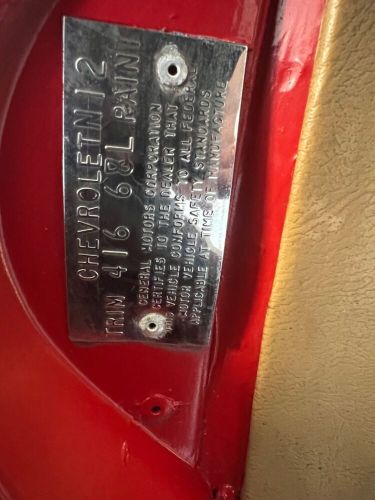 CHEVROLET N12
TRIM 416 68L PAINT
GENERAL MOTORS CORPORATION
CERTIFIES TO THE DEALER THAT
THIS VEHICLE CONFORMS TO ALL FEDERAL
MOTOR VEHICLE SAFETY STANDARDS
APPLICABLE AT TIME OF MANUFACTURE